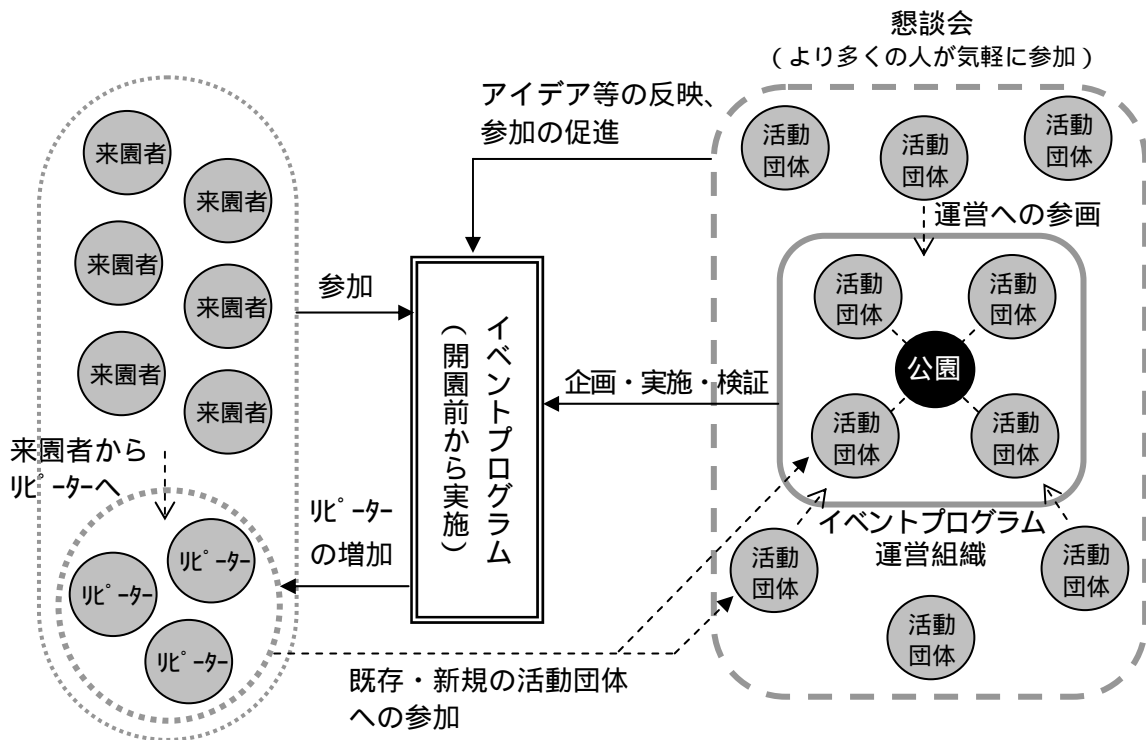 懇談会
(より多くの人が気軽に参加)
アイデア等の反映、
参加の促進
活動
団体
活動
団体
活動
団体
運営への参画
来園者
来園者
来園者
来園者
来園者
来園者
参加
イベントプログラム
(開園前から実施)
企画・実施・検証
活動
団体
活動
団体
公園
活動
団体
活動
団体
イベントプログラム
運営組織
来園者から
リピーターへ
リピーター
リピーター
リピーター
リピーター
の増加
活動
団体
活動
団体
活動
団体
既存・新規の活動団体
への参加